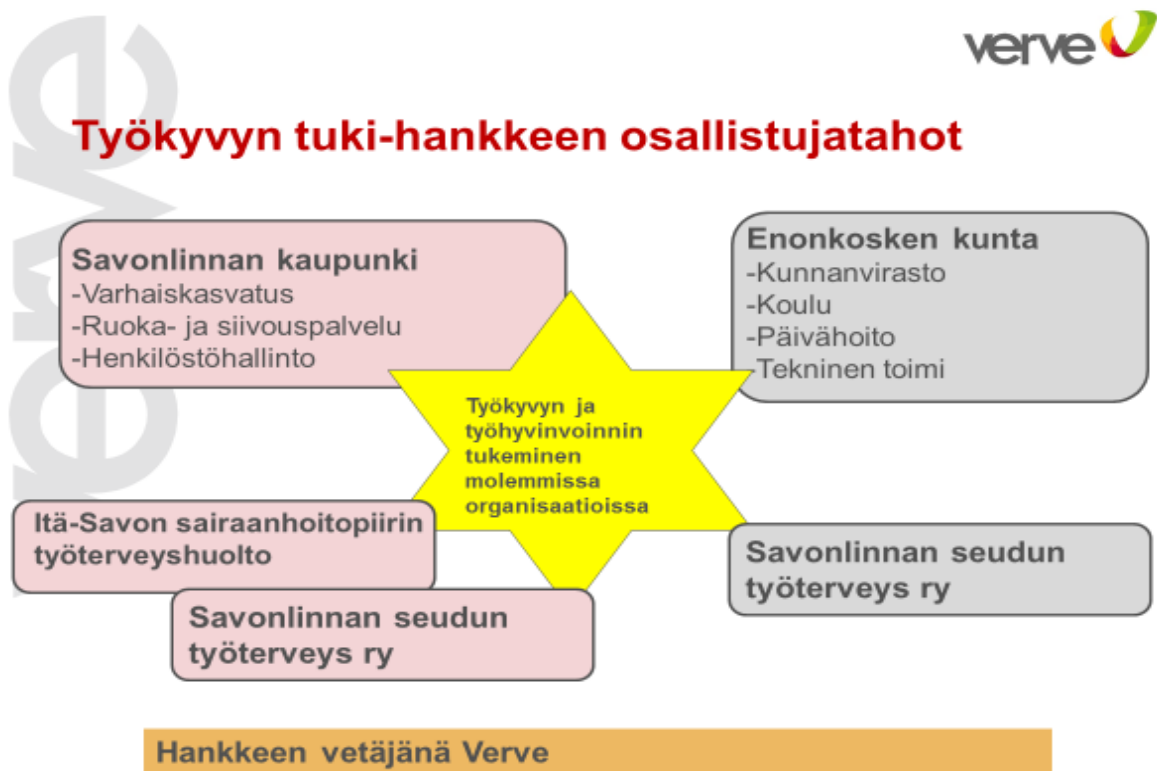 verve
verve
Työkyvyn tuki-hankkeen osallistujatahot
Savonlinnan kaupunki
-Varhaiskasvatus
-Ruoka- ja siivouspalvelu
-Henkilöstöhallinto
Enonkosken kunta
-Kunnanvirasto
-Koulu
-Päivähoito
-Tekninen toimi
Työkyvyn ja
työhyvinvoinnin
tukeminen
molemmissa
organisaatioissa
Itä-Savon sairaanhoitopiirin
työterveyshuolto
Savonlinnan seudun
työterveys ry
Savonlinnan seudun
työterveys ry
Hankkeen vetäjänä Verve